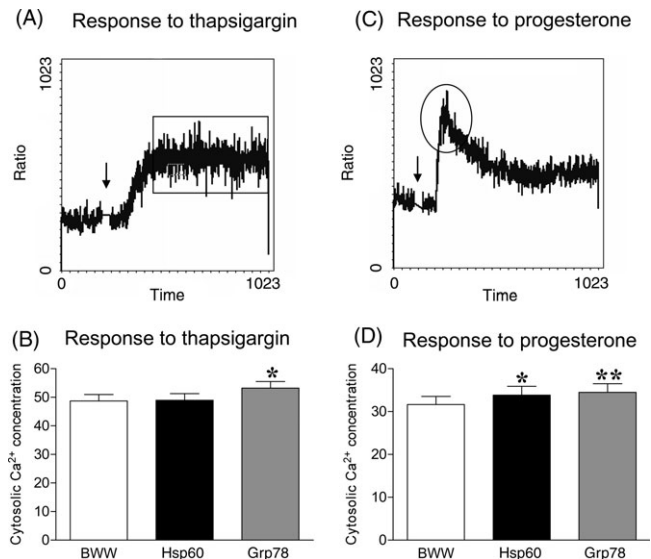 (A) Response to thapsigargin
1023
Ratio
0
0 1023
Time
(C) Response to progesterone
1023
Ratio
0
0 1023
Time
(B) Response to thapsigargin
Cytosolic Ca²⁺ concentration
60
50
40
30
20
10
0
*
BWW Hsp60 Grp78
(D) Response to progesterone
Cytosolic Ca²⁺ concentration
40
30
20
10
0
* **
BWW Hsp60 Grp78